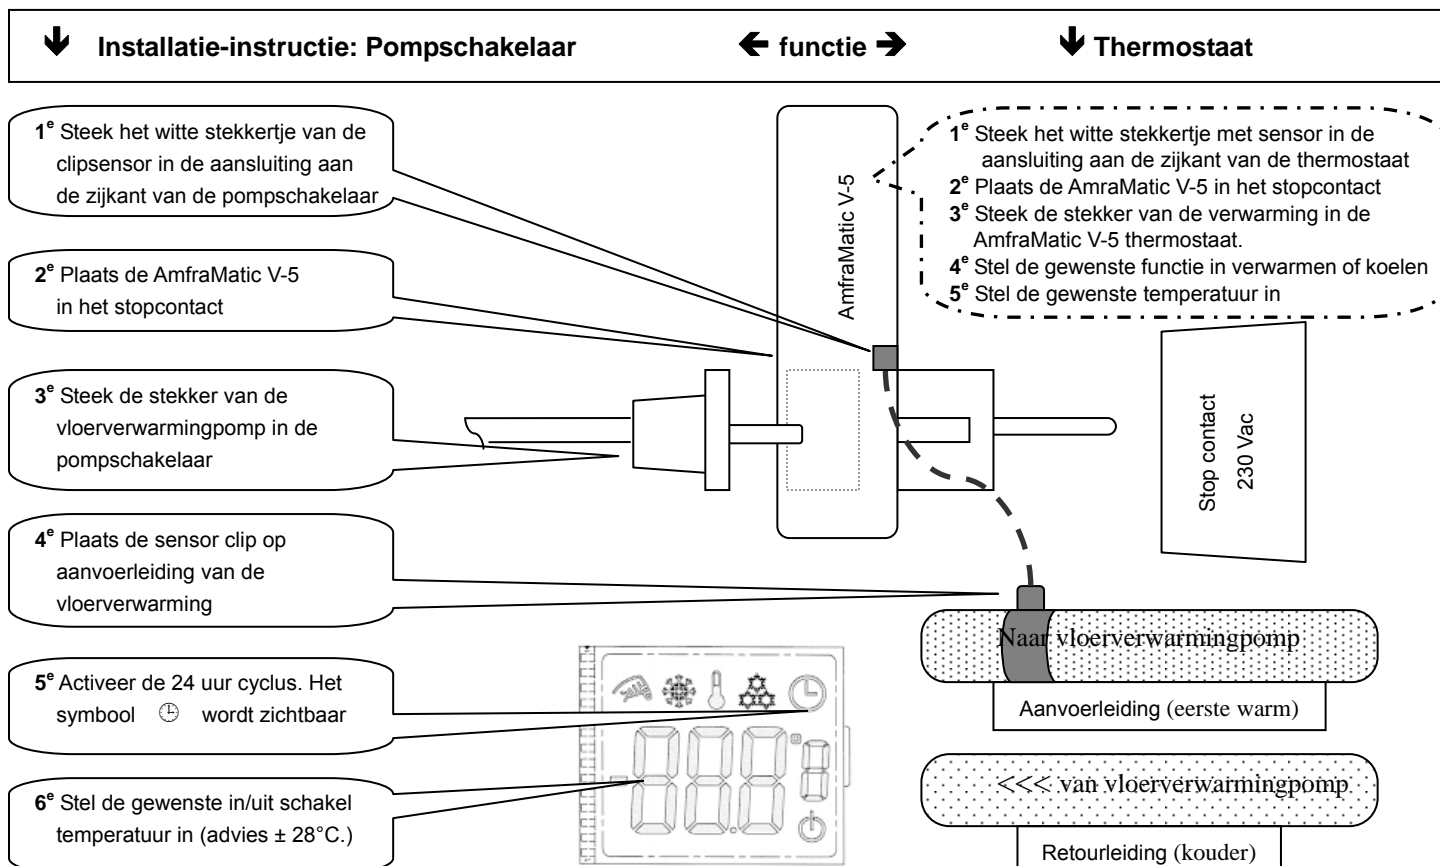 Installatie-instructie: Pompschakelaar ← functie → Thermostaat
1e Steek het witte stekkertje van de
clipsensor in de aansluiting aan
de zijkant van de pompschakelaar
2e Plaats de AmfraMatic V-5
in het stopcontact
3e Steek de stekker van de
vloerverwarmingpomp in de
pompschakelaar
4e Plaats de sensor clip op
aanvoerleiding van de
vloerverwarming
5e Activeer de 24 uur cyclus. Het
symbool wordt zichtbaar
6e Stel de gewenste in/uit schakel
temperatuur in (advies ± 28°C.)
AmfraMatic V-5
1e Steek het witte stekkertje met sensor in de
aansluiting aan de zijkant van de thermostaat
2e Plaats de AmraMatic V-5 in het stopcontact
3e Steek de stekker van de verwarming in de
AmfraMatic V-5 thermostaat.
4e Stel de gewenste functie in verwarmen of koelen
5e Stel de gewenste temperatuur in
Stop contact
230 Vac
Naar vloerverwarmingpomp
Aanvoerleiding (eerste warm)
<<< van vloerverwarmingpomp
Retourleiding (kouder)